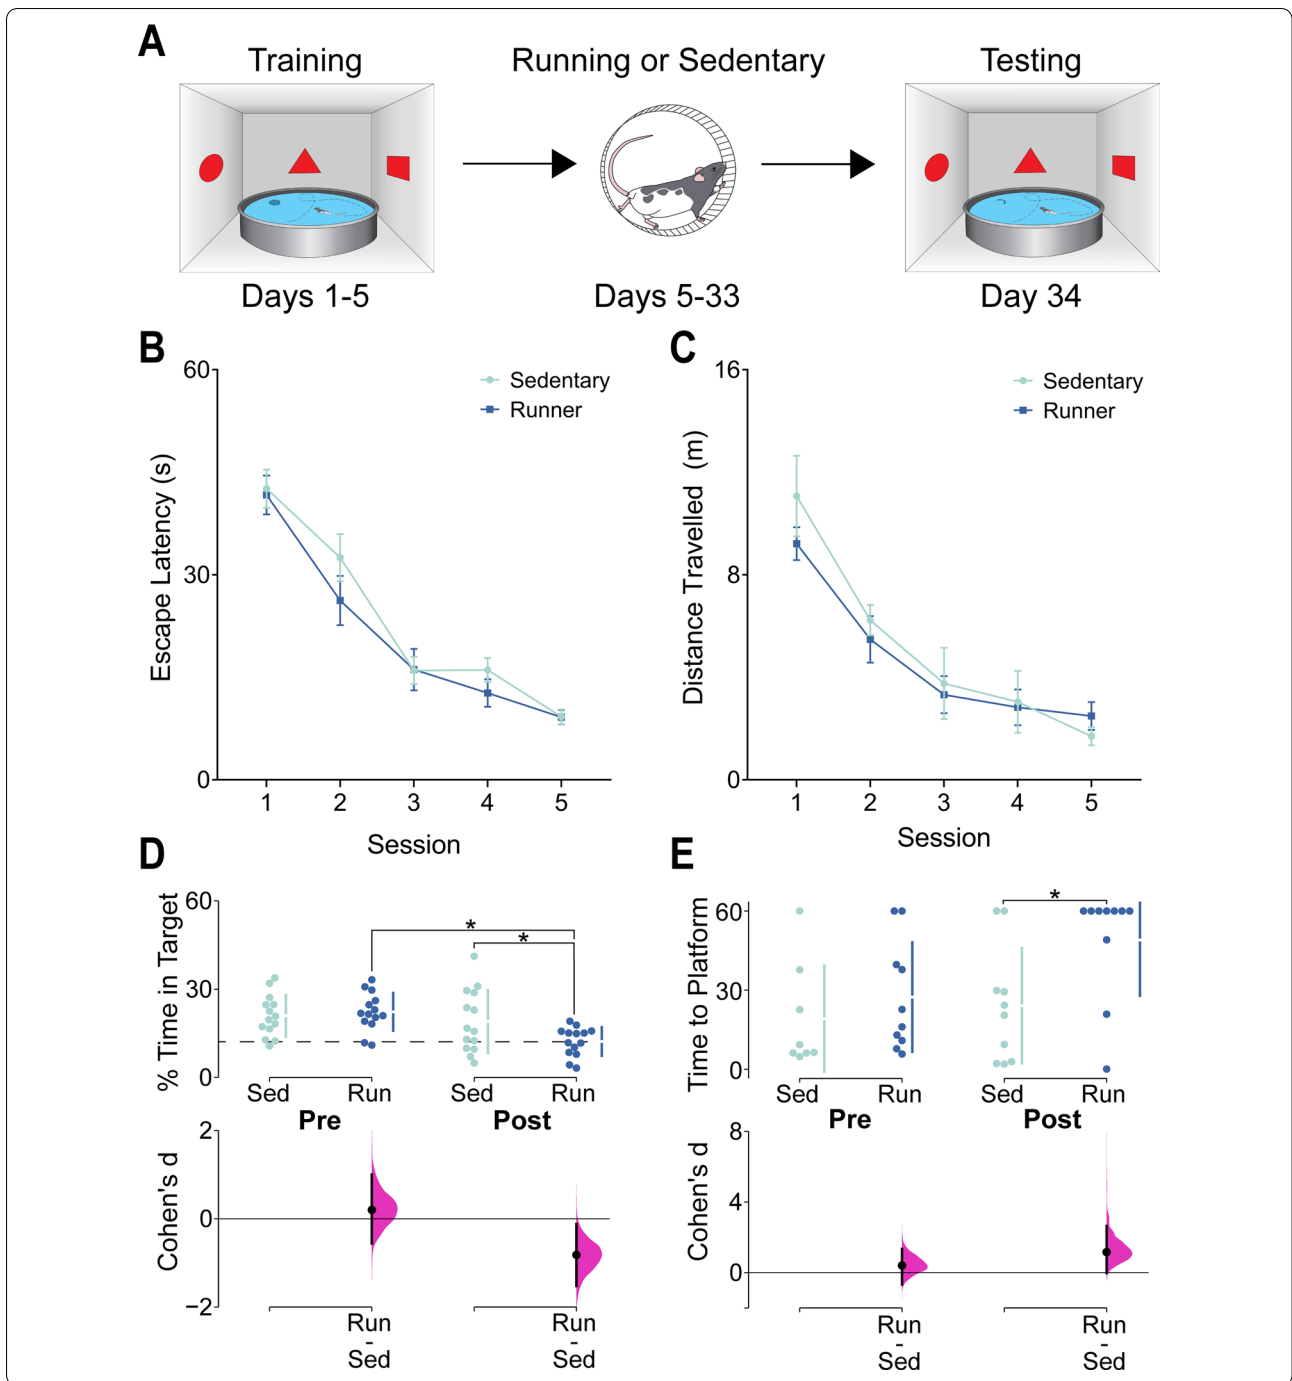 A
Training
Running or Sedentary
Testing
Days 1-5
Days 5-33
Day 34
B
60
30
0
Escape Latency (s)
Sedentary
Runner
1 2 3 4 5
Session
C
16
8
0
Distance Travelled (m)
Sedentary
Runner
1 2 3 4 5
Session
D
60
30
0
% Time in Target
*
*
Sed Run Sed Run
Pre Post
2
0
−2
Cohen's d
Run
-
Sed
Run
-
Sed
E
60
30
0
Time to Platform
*
Sed Run Sed Run
Pre Post
8
4
0
Cohen's d
Run
-
Sed
Run
-
Sed